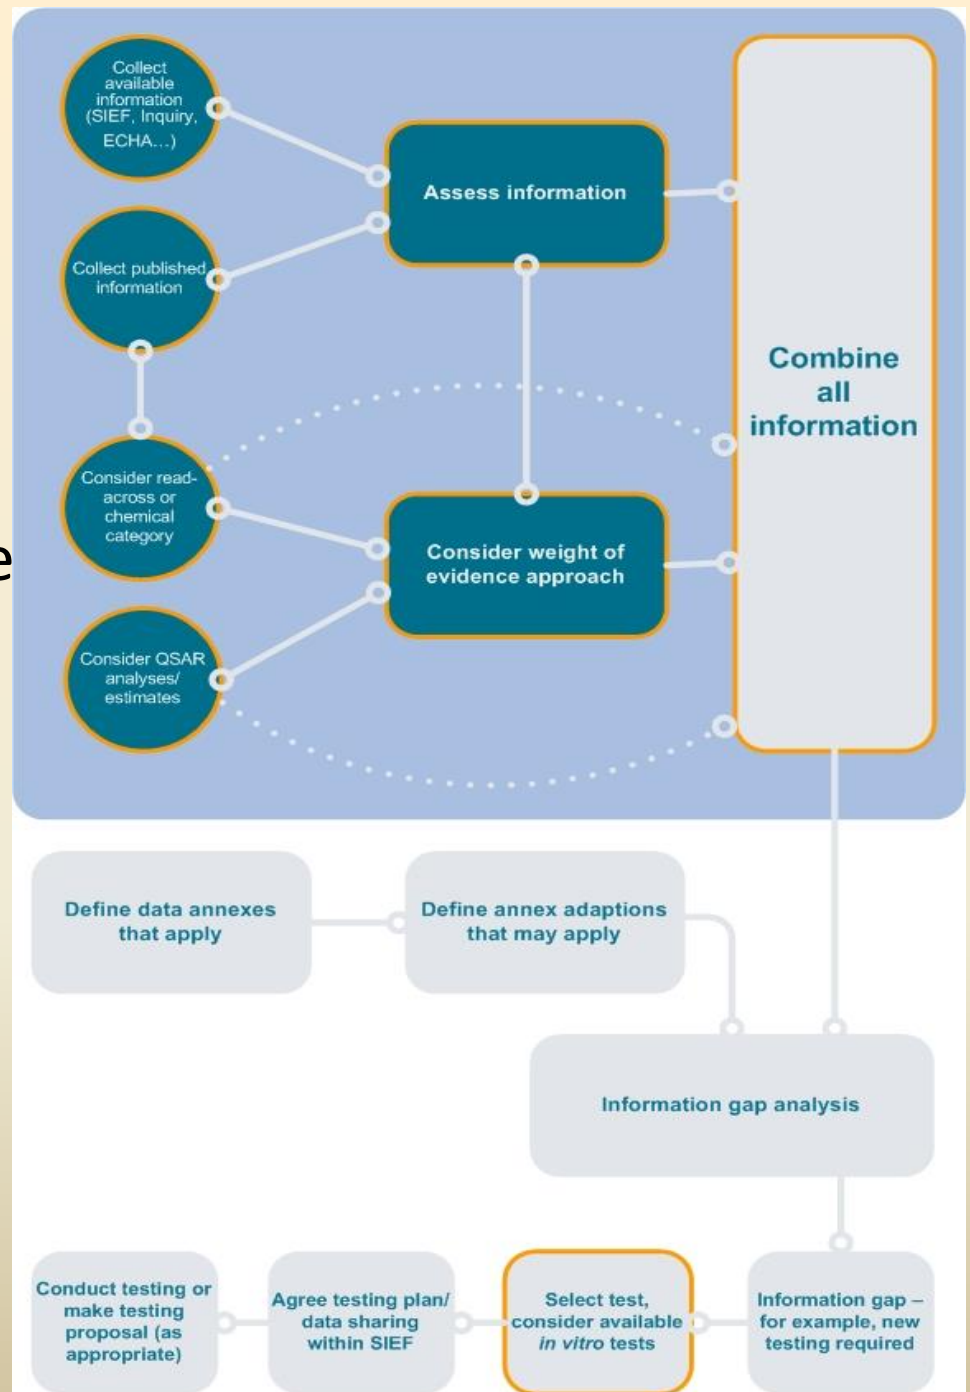 Collect
available
information
(SIEF, Inquiry,
ECHA...)
Assess information
Collect published
information
Combine
all
information
Consider read-
across or
chemical
category
Consider weight of
evidence approach
e
Consider QSAR
analyses/
estimates
Define data annexes
that apply
Define annex adaptions
that may apply
Information gap analysis
Conduct testing or
make testing
proposal (as
appropriate)
Agree testing plan/
data sharing
within SIEF
Select test,
consider available
in vitro tests
Information gap –
for example, new
testing required